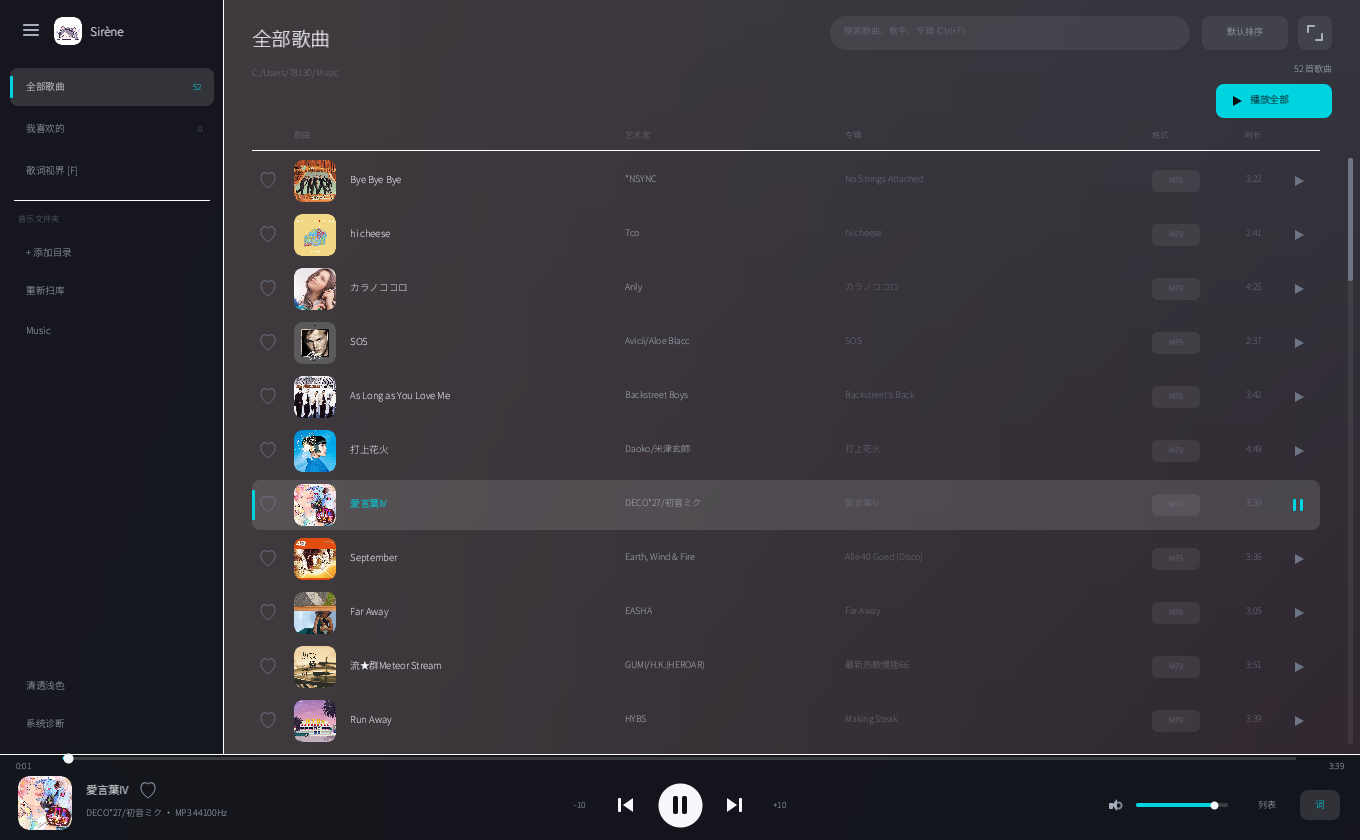 Sirène
全部歌曲 52
我喜欢的 0
歌词视界 [F]
音乐文件夹
+ 添加目录
重新扫库
Music
清透浅色
系统诊断
全部歌曲
C:/Users/78130/Music
搜索歌曲、歌手、专辑 (Ctrl+F)
默认排序
52 首歌曲
播放全部
歌曲 艺术家 专辑 格式 时长
Bye Bye Bye *NSYNC No Strings Attached MP3 3:22
hi cheese 7co hi cheese MP3 2:41
カラノココロ Anly カラノココロ MP3 4:25
SOS Avicii/Aloe Blacc SOS MP3 2:37
As Long as You Love Me Backstreet Boys Backstreet's Back MP3 3:42
打上花火 Daoko/米津玄師 打上花火 MP3 4:49
愛言葉Ⅳ DECO*27/初音ミク 愛言葉Ⅳ MP3 3:39
September Earth, Wind & Fire Alle 40 Goed (Disco) MP3 3:36
Far Away EASHA Far Away MP3 3:05
流★群Meteor Stream GUMI/H.K.(HEROAR) 最新热歌慢摇66 MP3 3:51
Run Away HYBS Making Steak MP3 3:39
0:01 3:39
愛言葉Ⅳ
DECO*27/初音ミク • MP3 44100Hz
-10 +10
列表 词